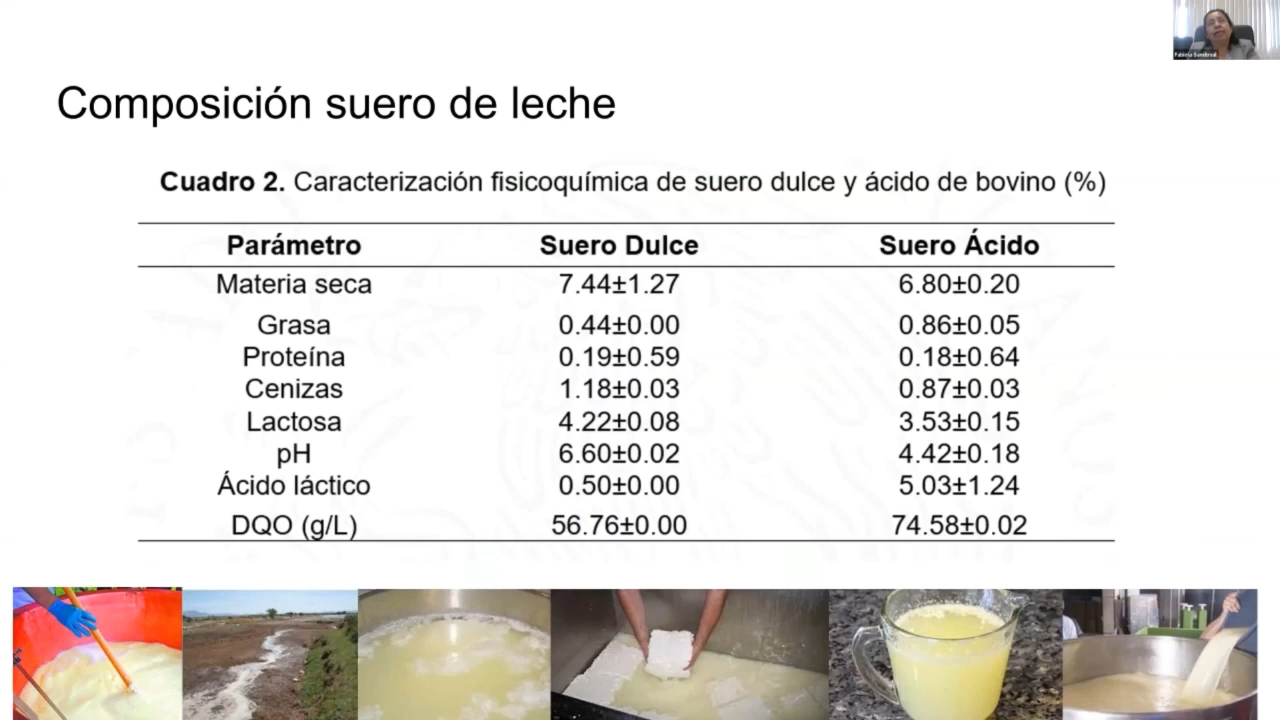 Fabiola Sandoval
Composición suero de leche
Cuadro 2. Caracterización fisicoquímica de suero dulce y ácido de bovino (%)
Parámetro Suero Dulce Suero Ácido
Materia seca 7.44±1.27 6.80±0.20
Grasa 0.44±0.00 0.86±0.05
Proteína 0.19±0.59 0.18±0.64
Cenizas 1.18±0.03 0.87±0.03
Lactosa 4.22±0.08 3.53±0.15
pH 6.60±0.02 4.42±0.18
Ácido láctico 0.50±0.00 5.03±1.24
DQO (g/L) 56.76±0.00 74.58±0.02